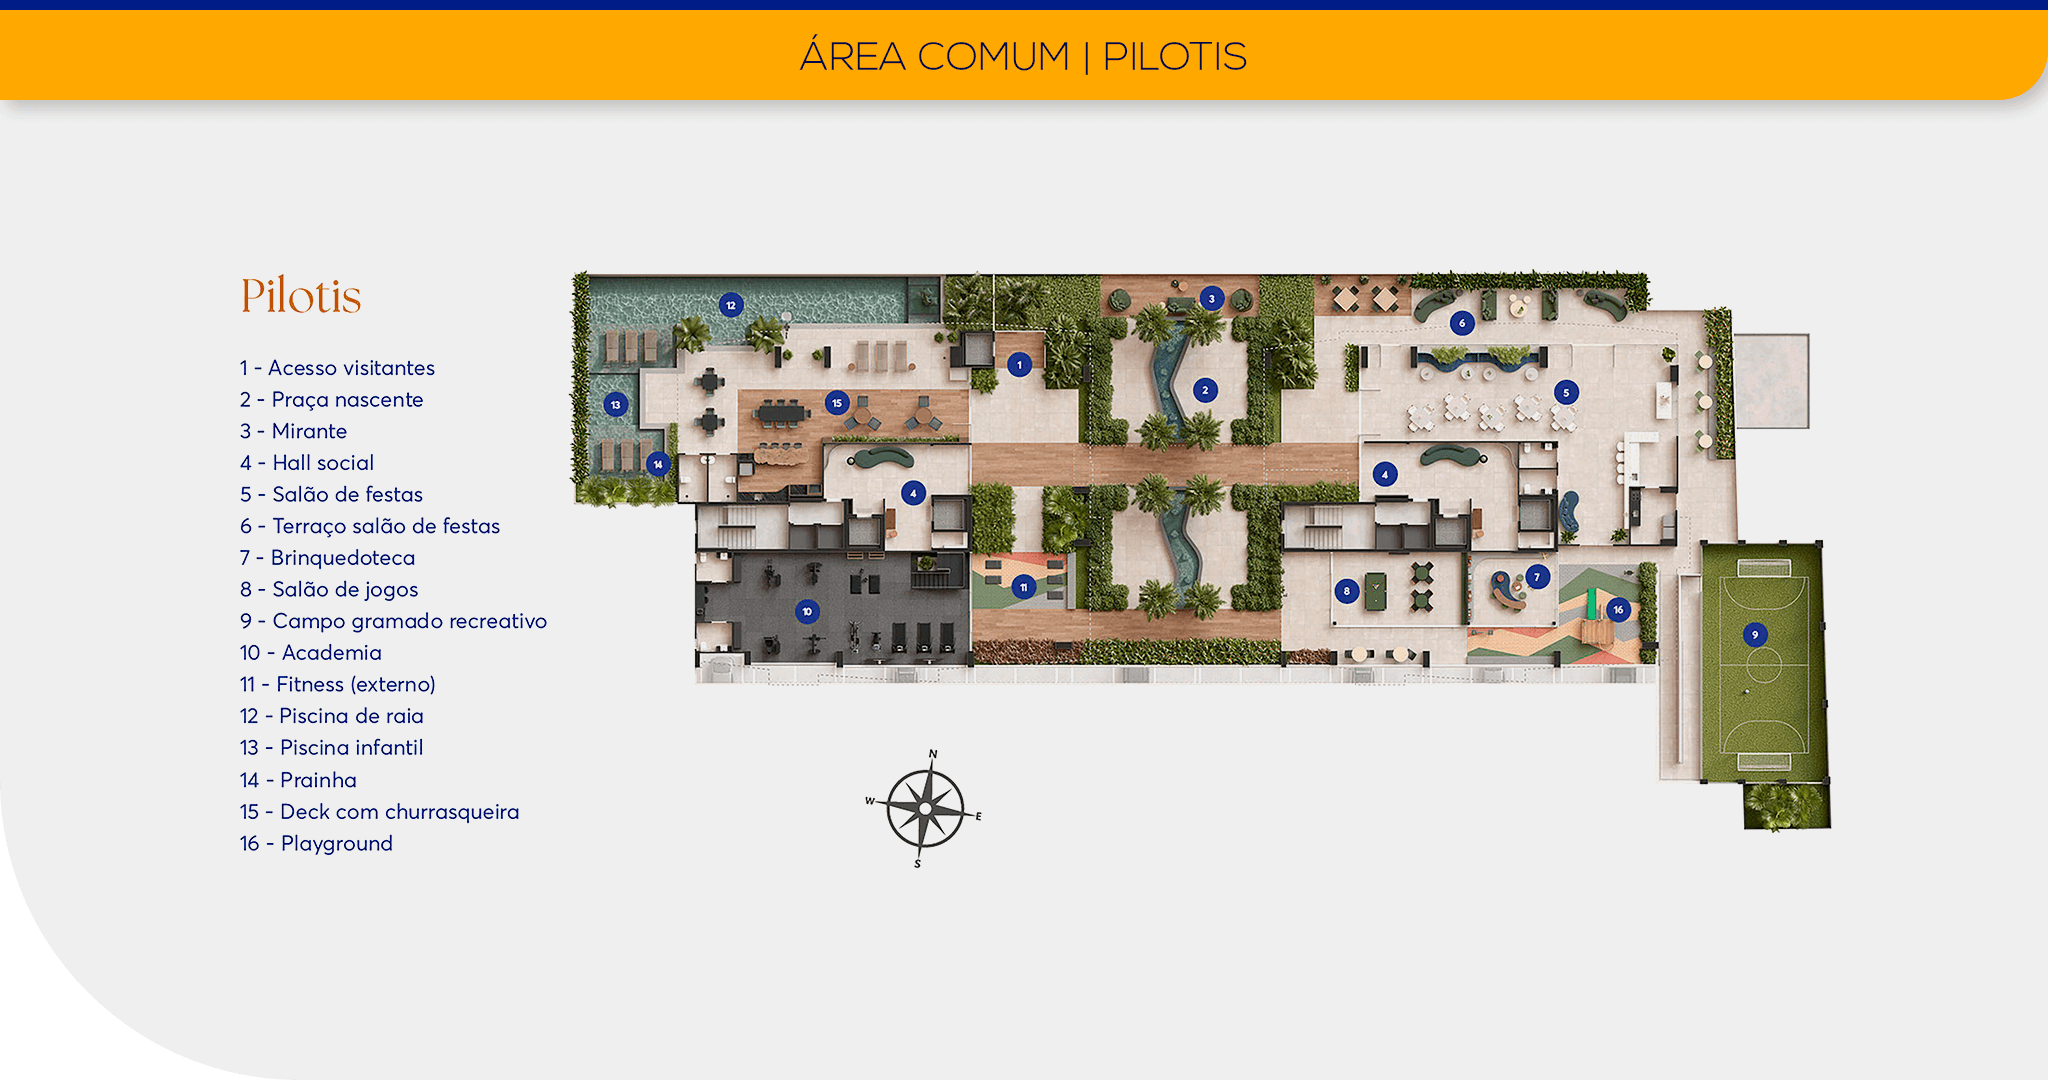 ÁREA COMUM | PILOTIS
Pilotis
1 - Acesso visitantes
2 - Praça nascente
3 - Mirante
4 - Hall social
5 - Salão de festas
6 - Terraço salão de festas
7 - Brinquedoteca
8 - Salão de jogos
9 - Campo gramado recreativo
10 - Academia
11 - Fitness (externo)
12 - Piscina de raia
13 - Piscina infantil
14 - Prainha
15 - Deck com churrasqueira
16 - Playground
12
3
6
1
2
5
13
15
14
4
4
11
10
8
7
16
9
N
W
E
S